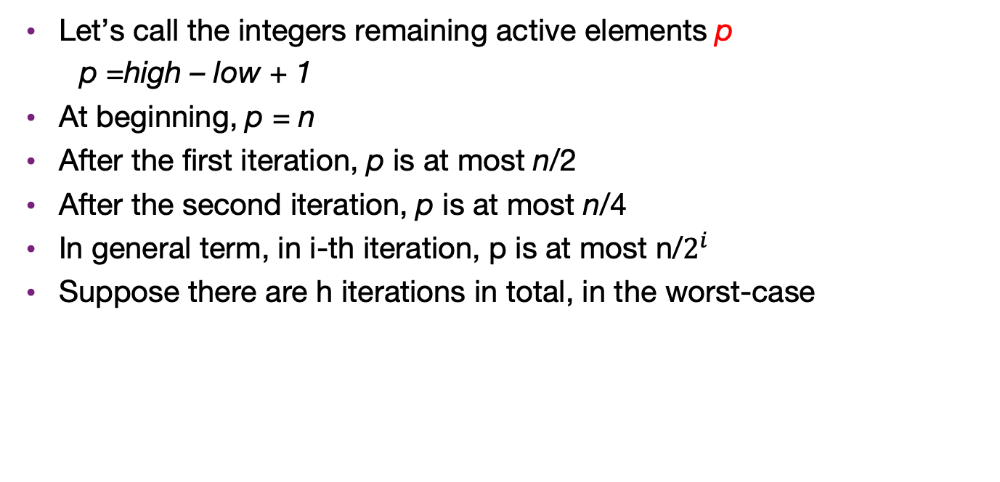 • Let’s call the integers remaining active elements p
p =high – low + 1
• At beginning, p = n
• After the first iteration, p is at most n/2
• After the second iteration, p is at most n/4
• In general term, in i-th iteration, p is at most n/2^i
• Suppose there are h iterations in total, in the worst-case